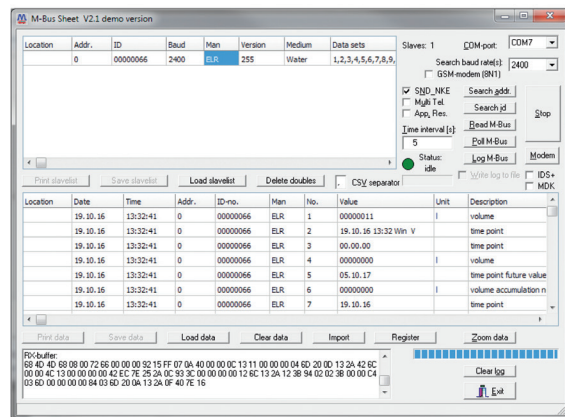 M-Bus Sheet V2.1 demo version
Location Addr. ID Baud Man Version Medium Data sets
0 00000066 2400 ELR 255 Water 1,2,3,4,5,6,7,8,9,
Slaves: 1 COM-port: COM7
Search baud rate(s): 2400
GSM-modem (8N1)
SND_NKE Search addr.
Multi Tel. Search id Stop
App. Res.
Time interval [s]: Read M-Bus
5 Poll M-Bus
Status: idle Log M-Bus Modem
Print slavelist Save slavelist Load slavelist Delete doubles . CSV separator Write log to file IDS+
MDK
Location Date Time Addr. ID-no. Man No. Value Unit Description
19.10.16 13:32:41 0 00000066 ELR 1 00000011 l volume
19.10.16 13:32:41 0 00000066 ELR 2 19.10.16 13:32 Win V time point
19.10.16 13:32:41 0 00000066 ELR 3 00.00.00 time point
19.10.16 13:32:41 0 00000066 ELR 4 00000000 l volume
19.10.16 13:32:41 0 00000066 ELR 5 05.10.17 time point future value
19.10.16 13:32:41 0 00000066 ELR 6 00000000 l volume accumulation n
19.10.16 13:32:41 0 00000066 ELR 7 19.10.16 time point
Print data Save data Load data Clear data Import Register Zoom data
RX-buffer:
68 4D 4D 68 08 00 72 66 00 00 00 92 15 FF 07 0A 40 00 00 0C 13 11 00 00 00 04 6D 20 0D 13 2A 42 6C
00 00 4C 13 00 00 00 00 42 EC 7E 25 2A 0C 93 3C 00 00 00 00 12 6C 13 2A 12 3B 94 02 02 3B 00 00 C4
03 6D 00 00 00 00 84 03 6D 20 0A 13 2A 0F 40 7E 16
Clear log
Exit